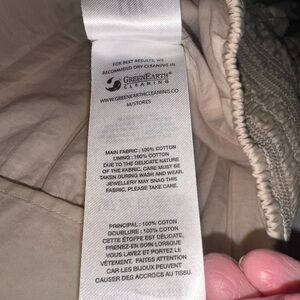 FOR BEST RESULTS, WE
RECOMMEND DRY CLEANING IN
GREENEARTH®
CLEANING
WWW.GREENEARTHCLEANING.CO
M/STORES
MAIN FABRIC : 100% COTTON
LINING : 100% COTTON
DUE TO THE DELICATE NATURE
OF THE FABRIC, CARE MUST BE
TAKEN DURING WASH AND WEAR.
JEWELLERY MAY SNAG THIS
FABRIC, PLEASE TAKE CARE.
PRINCIPAL : 100% COTON
DOUBLURE : 100% COTON
CETTE ÉTOFFE EST DÉLICATE,
PRENEZ-EN SOIN LORSQUE
VOUS LAVEZ ET PORTEZ LE
VÊTEMENT. FAITES ATTENTION
CAR LES BIJOUX PEUVENT
CAUSER DES ACCROCS AU TISSU.